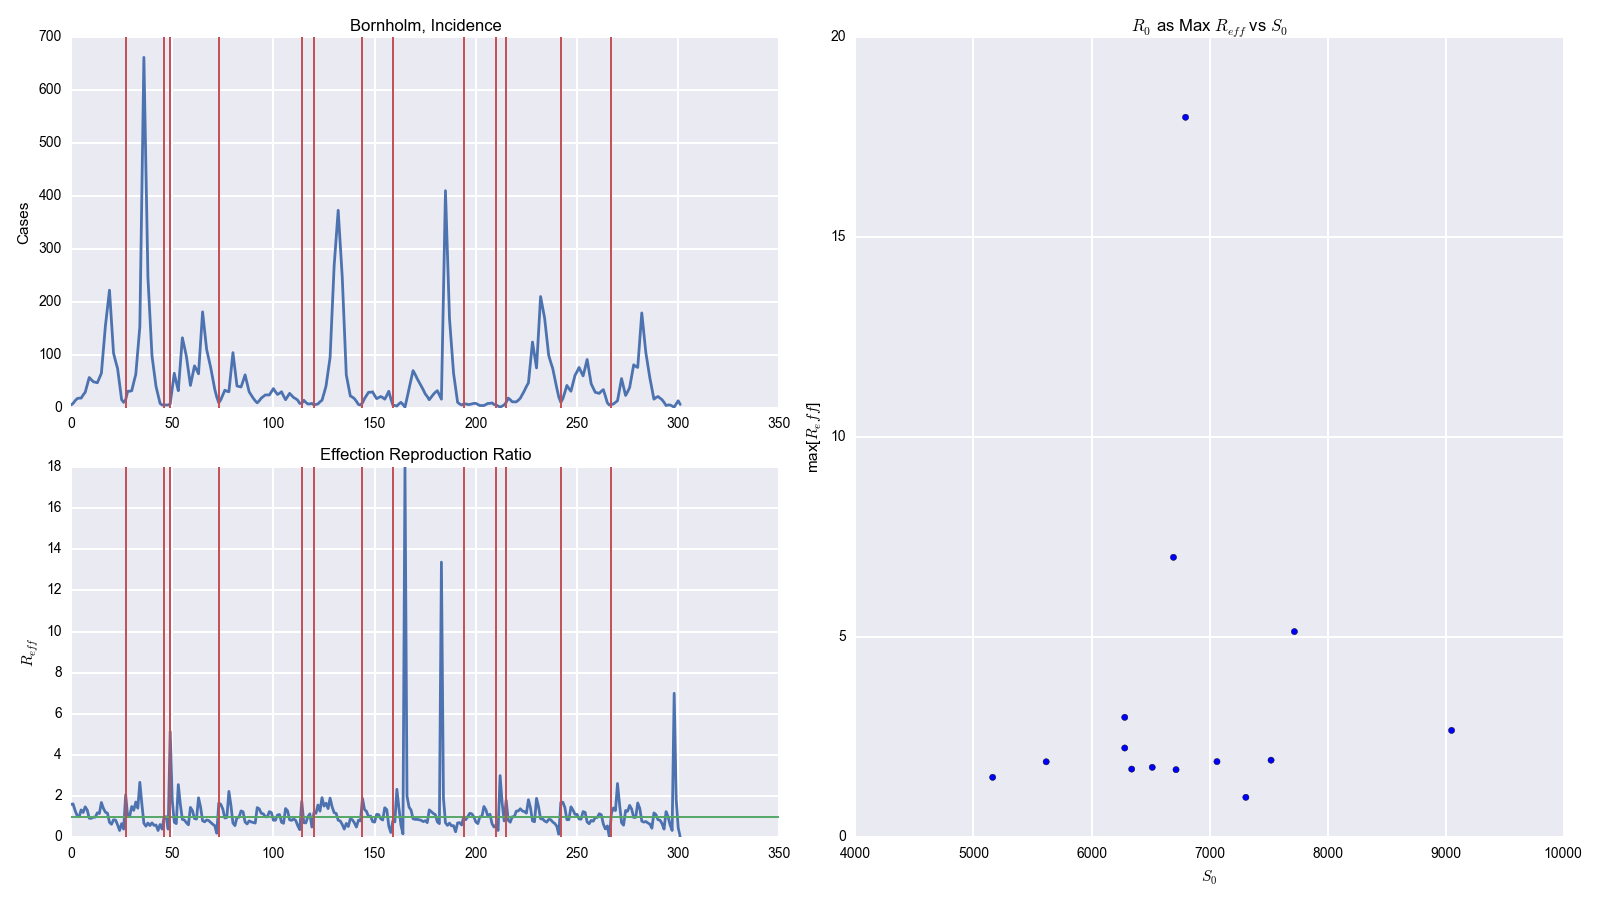 Bornholm, Incidence
700
600
500
400
300
200
100
0
Cases
0 50 100 150 200 250 300 350
Effection Reproduction Ratio
18
16
14
12
10
8
6
4
2
0
R_eff
0 50 100 150 200 250 300 350
R_0 as Max R_eff vs S_0
20
15
10
5
0
max[R_e f f]
4000 5000 6000 7000 8000 9000 10000
S_0